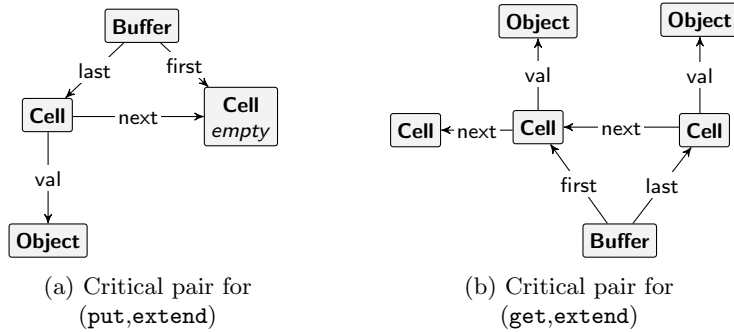 Buffer
last
first
Cell
next
Cell
empty
val
Object
(a) Critical pair for
(put,extend)
Object
Object
val
val
Cell
next
Cell
next
Cell
first
last
Buffer
(b) Critical pair for
(get,extend)